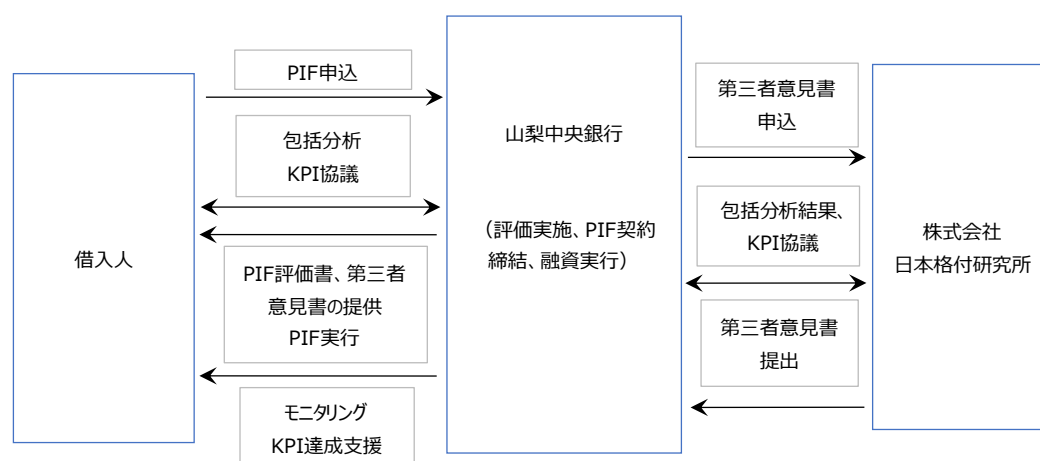 借入人
PIF申込
包括分析
KPI協議
PIF評価書、第三者
意見書の提供
PIF実行
モニタリング
KPI達成支援
山梨中央銀行
（評価実施、PIF契約
締結、融資実行）
第三者意見書
申込
包括分析結果、
KPI協議
第三者意見書
提出
株式会社
日本格付研究所